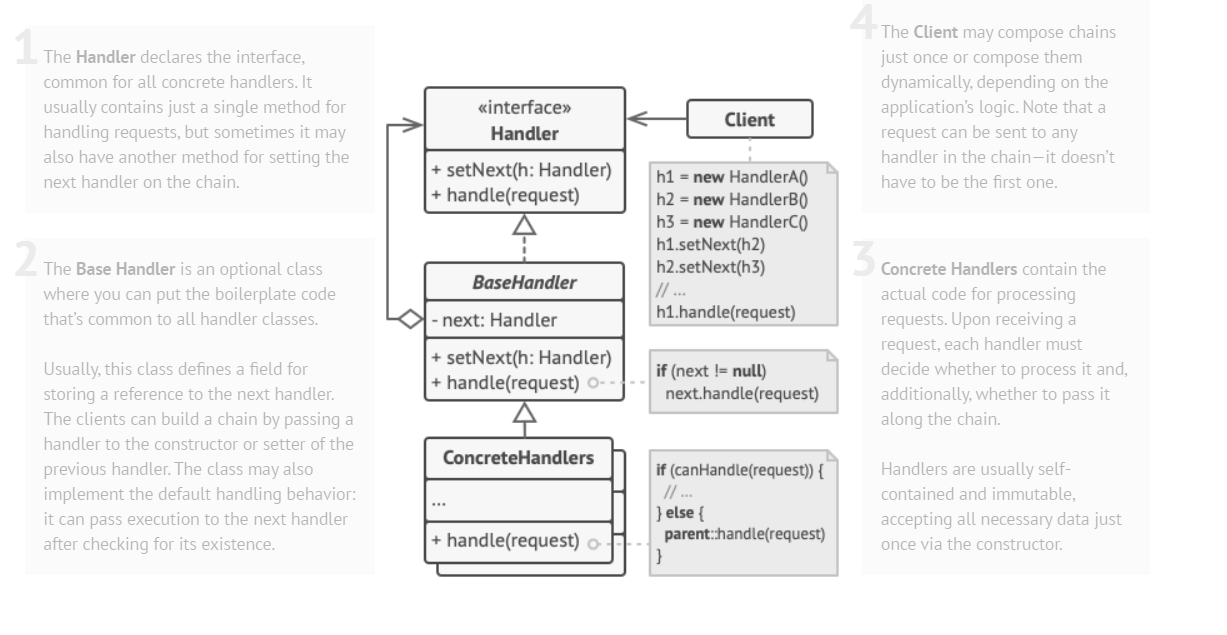 1
The Handler declares the interface,
common for all concrete handlers. It
usually contains just a single method for
handling requests, but sometimes it may
also have another method for setting the
next handler on the chain.
2
The Base Handler is an optional class
where you can put the boilerplate code
that's common to all handler classes.
Usually, this class defines a field for
storing a reference to the next handler.
The clients can build a chain by passing a
handler to the constructor or setter of the
previous handler. The class may also
implement the default handling behavior:
it can pass execution to the next handler
after checking for its existence.
«interface»
Handler
+ setNext(h: Handler)
+ handle(request)
BaseHandler
- next: Handler
+ setNext(h: Handler)
+ handle(request)
ConcreteHandlers
...
+ handle(request)
Client
h1 = new HandlerA()
h2 = new HandlerB()
h3 = new HandlerC()
h1.setNext(h2)
h2.setNext(h3)
// ...
h1.handle(request)
if (next != null)
next.handle(request)
if (canHandle(request)) {
// ...
} else {
parent::handle(request)
}
4
The Client may compose chains
just once or compose them
dynamically, depending on the
application's logic. Note that a
request can be sent to any
handler in the chain—it doesn't
have to be the first one.
3
Concrete Handlers contain the
actual code for processing
requests. Upon receiving a
request, each handler must
decide whether to process it and,
additionally, whether to pass it
along the chain.
Handlers are usually self-
contained and immutable,
accepting all necessary data just
once via the constructor.